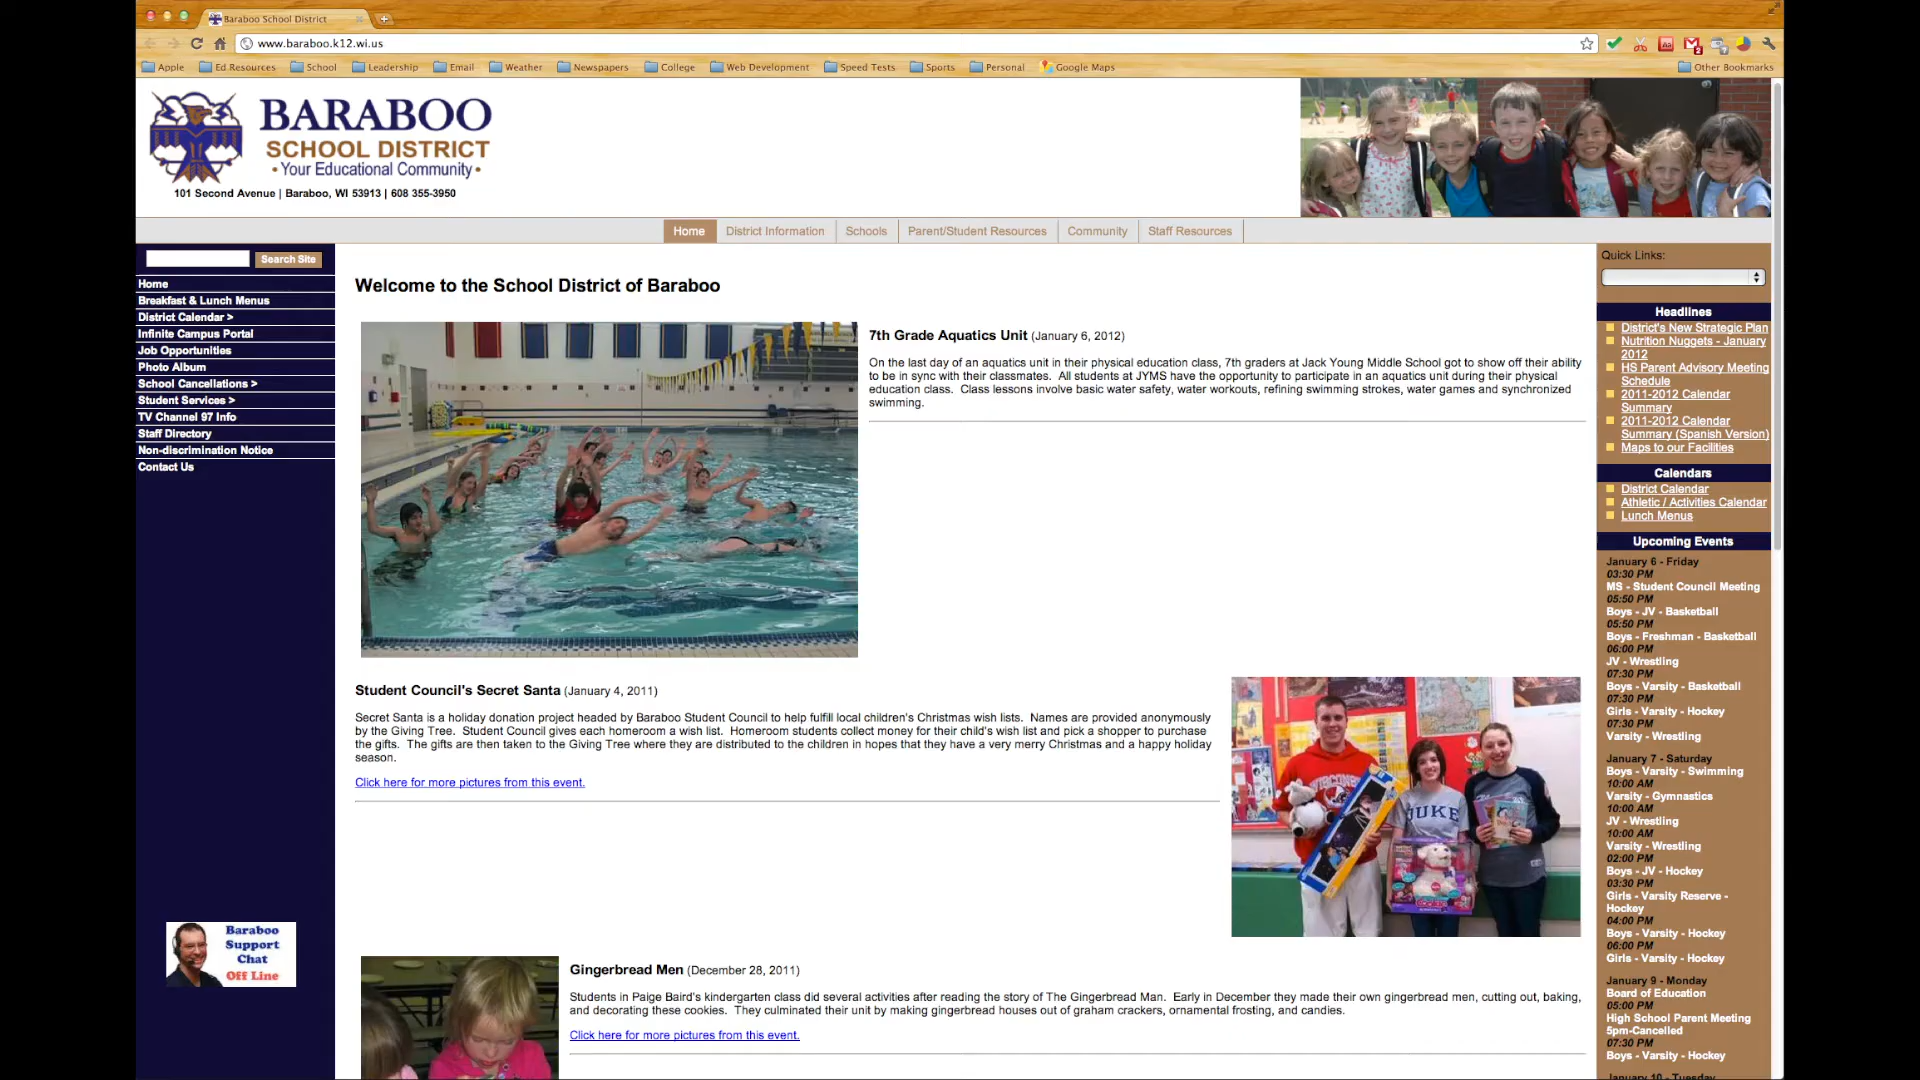 Baraboo School District
www.baraboo.k12.wi.us
Apple Ed Resources School Leadership Email Weather Newspapers College Web Development Speed Tests Sports Personal Google Maps Other Bookmarks
BARABOO
SCHOOL DISTRICT
•Your Educational Community•
101 Second Avenue | Baraboo, WI 53913 | 608 355-3950
Home District Information Schools Parent/Student Resources Community Staff Resources
Search Site
Home
Breakfast & Lunch Menus
District Calendar >
Infinite Campus Portal
Job Opportunities
Photo Album
School Cancellations >
Student Services >
TV Channel 97 Info
Staff Directory
Non-discrimination Notice
Contact Us
Baraboo
Support
Chat
Off Line
Welcome to the School District of Baraboo
7th Grade Aquatics Unit (January 6, 2012)
On the last day of an aquatics unit in their physical education class, 7th graders at Jack Young Middle School got to show off their ability
to be in sync with their classmates. All students at JYMS have the opportunity to participate in an aquatics unit during their physical
education class. Class lessons involve basic water safety, water workouts, refining swimming strokes, water games and synchronized
swimming.
Student Council's Secret Santa (January 4, 2011)
Secret Santa is a holiday donation project headed by Baraboo Student Council to help fulfill local children's Christmas wish lists. Names are provided anonymously
by the Giving Tree. Student Council gives each homeroom a wish list. Homeroom students collect money for their child's wish list and pick a shopper to purchase
the gifts. The gifts are then taken to the Giving Tree where they are distributed to the children in hopes that they have a very merry Christmas and a happy holiday
season.
Click here for more pictures from this event.
DUKE
Gingerbread Men (December 28, 2011)
Students in Paige Baird's kindergarten class did several activities after reading the story of The Gingerbread Man. Early in December they made their own gingerbread men, cutting out, baking,
and decorating these cookies. They culminated their unit by making gingerbread houses out of graham crackers, ornamental frosting, and candies.
Click here for more pictures from this event.
Quick Links:
Headlines
District's New Strategic Plan
Nutrition Nuggets - January
2012
HS Parent Advisory Meeting
Schedule
2011-2012 Calendar
Summary
2011-2012 Calendar
Summary (Spanish Version)
Maps to our Facilities
Calendars
District Calendar
Athletic / Activities Calendar
Lunch Menus
Upcoming Events
January 6 - Friday
03:30 PM
MS - Student Council Meeting
05:50 PM
Boys - JV - Basketball
05:50 PM
Boys - Freshman - Basketball
06:00 PM
JV - Wrestling
07:30 PM
Boys - Varsity - Basketball
07:30 PM
Girls - Varsity - Hockey
07:30 PM
Varsity - Wrestling
January 7 - Saturday
Boys - Varsity - Swimming
10:00 AM
Varsity - Gymnastics
10:00 AM
JV - Wrestling
10:00 AM
Varsity - Wrestling
02:00 PM
Boys - JV - Hockey
03:30 PM
Girls - Varsity Reserve -
Hockey
04:00 PM
Boys - Varsity - Hockey
06:00 PM
Girls - Varsity - Hockey
January 9 - Monday
Board of Education
05:00 PM
High School Parent Meeting
5pm-Cancelled
07:30 PM
Boys - Varsity - Hockey
January 10 - Tuesday